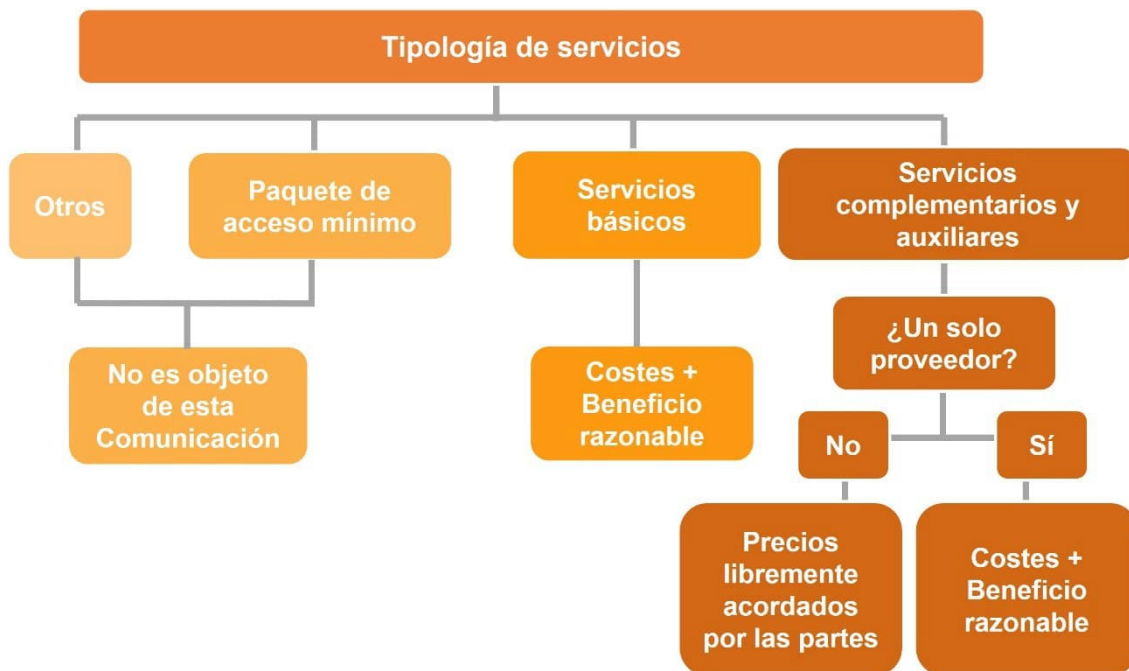 Tipología de servicios
Otros
Paquete de
acceso mínimo
Servicios
básicos
Servicios
complementarios y
auxiliares
¿Un solo
proveedor?
No es objeto
de esta
Comunicación
Costes +
Beneficio
razonable
No
Sí
Precios
libremente
acordados
por las partes
Costes +
Beneficio
razonable